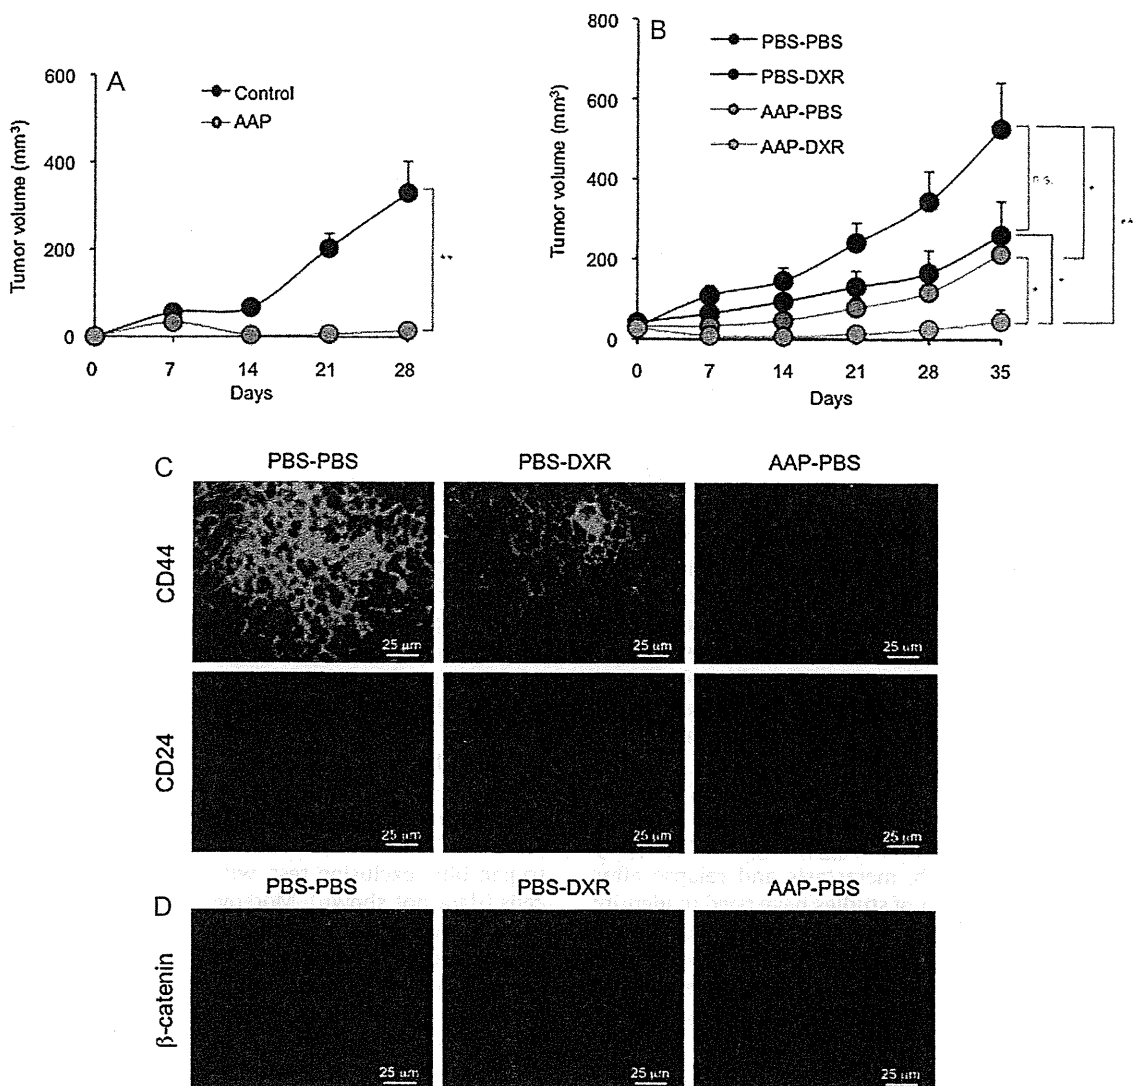 A
600
400
200
0
Tumor volume (mm³)
Control
AAP
**
0 7 14 21 28
Days
B
800
600
400
200
0
Tumor volume (mm³)
PBS-PBS
PBS-DXR
AAP-PBS
AAP-DXR
n.s.
*
**
*
*
0 7 14 21 28 35
Days
C
PBS-PBS PBS-DXR AAP-PBS
CD44
25 µm 25 µm 25 µm
CD24
25 µm 25 µm 25 µm
D
PBS-PBS PBS-DXR AAP-PBS
β-catenin
25 µm 25 µm 25 µm